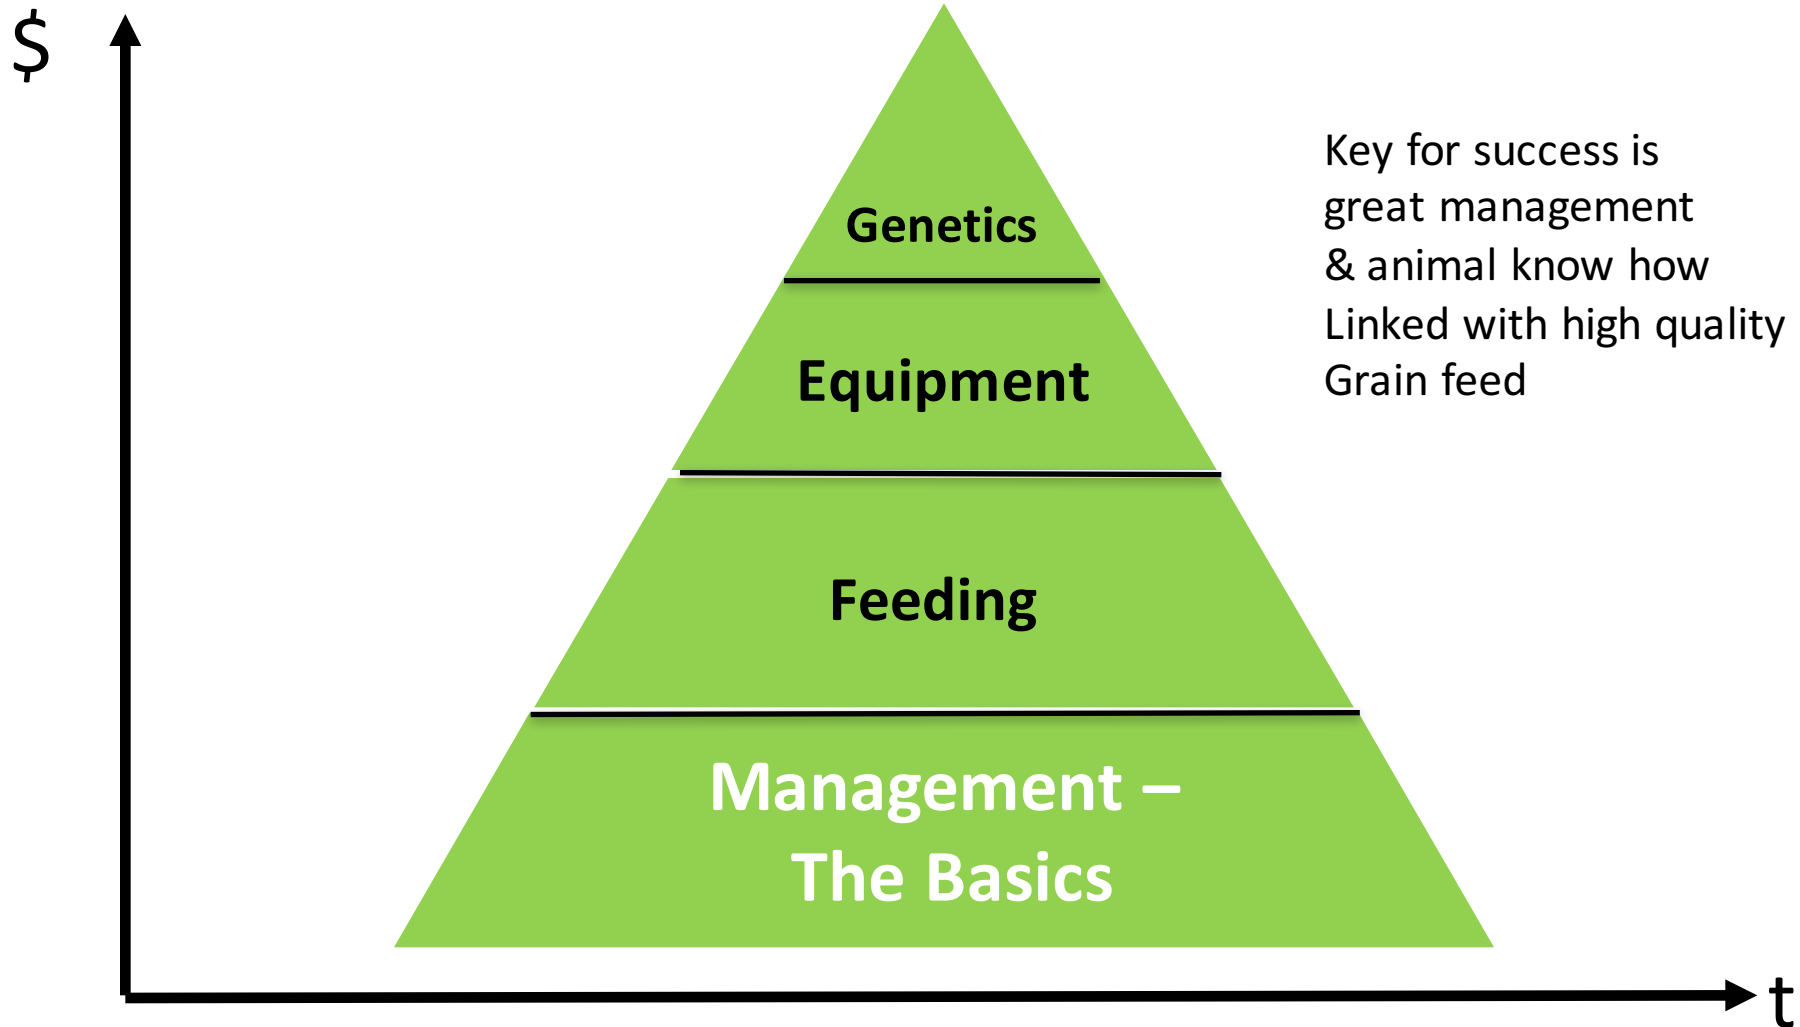 $
Genetics
Key for success is
great management
& animal know how
Linked with high quality
Grain feed
Equipment
Feeding
Management –
The Basics
t